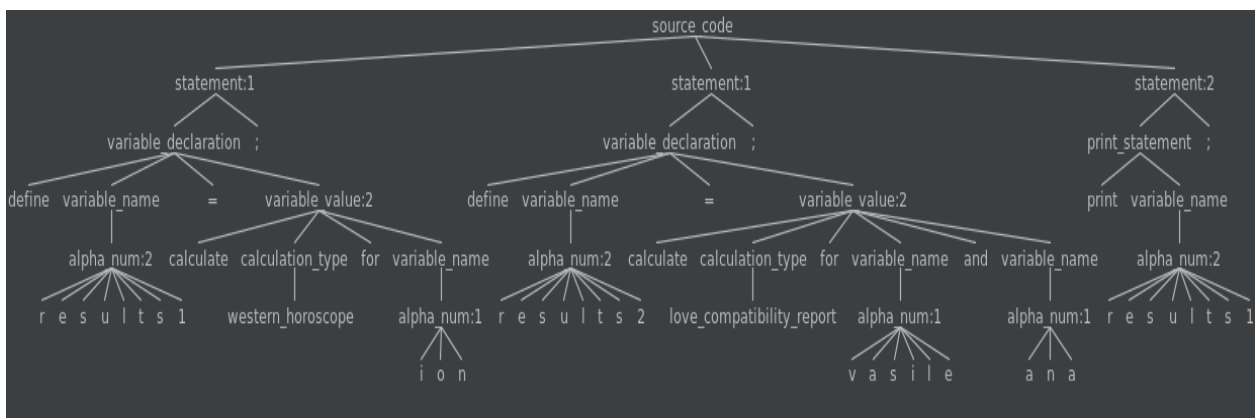 source_code
statement:1 statement:1 statement:2
variable_declaration ; variable_declaration ; print_statement ;
define variable_name = variable_value:2 define variable_name = variable_value:2 print variable_name
alpha_num:2 calculate calculation_type for variable_name alpha_num:2 calculate calculation_type for variable_name and variable_name alpha_num:2
r e s u l t s 1 western_horoscope alpha_num:1 r e s u l t s 2 love_compatibility_report alpha_num:1 alpha_num:1 r e s u l t s 1
i o n v a s i l e a n a